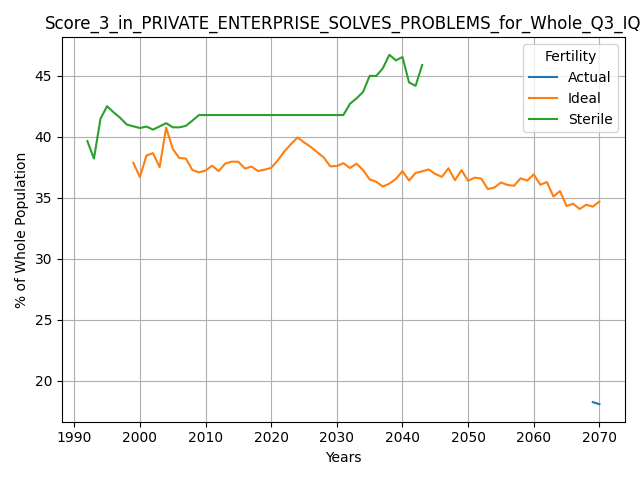 Score_3_in_PRIVATE_ENTERPRISE_SOLVES_PROBLEMS_for_Whole_Q3_IQ
Fertility
Actual
Ideal
Sterile
% of Whole Population
45
40
35
30
25
20
1990 2000 2010 2020 2030 2040 2050 2060 2070
Years